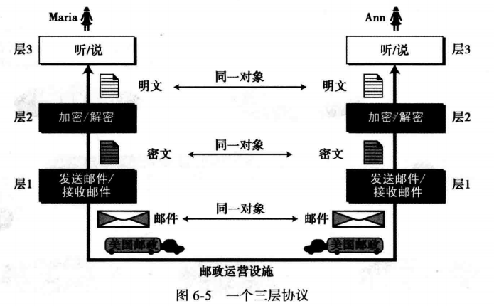 Maria
Ann
层3
听/说
听/说
层3
明文
同一对象
明文
层2
加密/解密
加密/解密
层2
密文
同一对象
密文
层1
发送邮件/
接收邮件
发送邮件/
接收邮件
层1
邮件
同一对象
邮件
美国邮政
美国邮政
邮政运营设施
图 6-5 一个三层协议